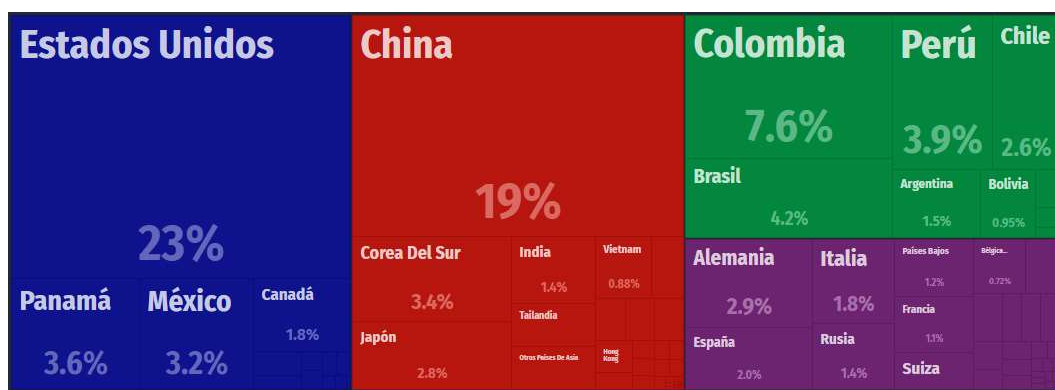 Estados Unidos
23%
Panamá
3.6%
México
3.2%
Canadá
1.8%
China
19%
Corea Del Sur
3.4%
Japón
2.8%
India
1.4%
Tailandia
Otros Países De Asia
Vietnam
0.88%
Hong
Kong
Colombia
7.6%
Brasil
4.2%
Perú
3.9%
Chile
2.6%
Argentina
1.5%
Bolivia
0.95%
Alemania
2.9%
España
2.0%
Italia
1.8%
Rusia
1.4%
Países Bajos
1.2%
Francia
1.1%
Suiza
Bélgica...
0.72%